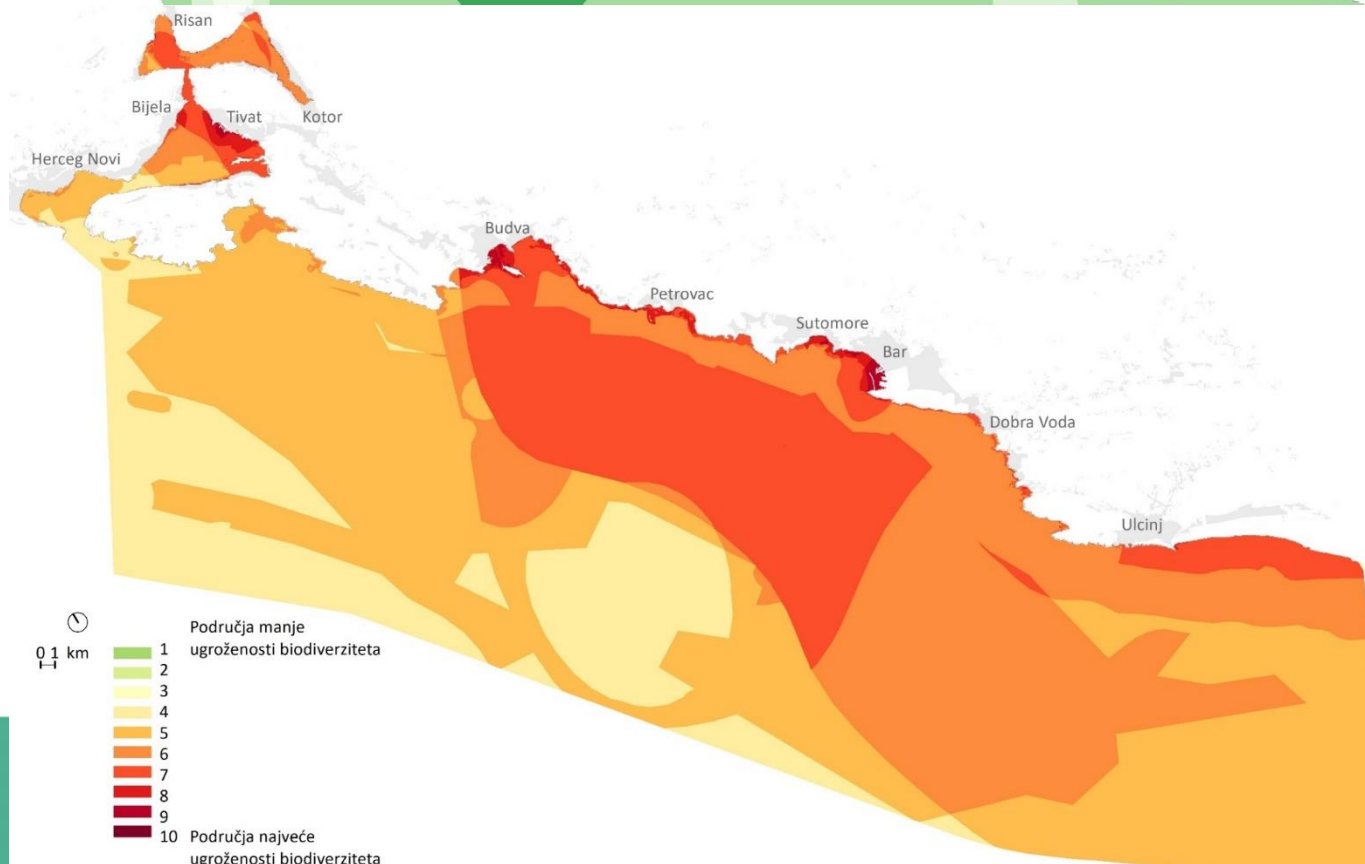 Risan
Bijela
Tivat
Kotor
Herceg Novi
Budva
Petrovac
Sutomore
Bar
Dobra Voda
Ulcinj
0 1 km
Područja manje
ugroženosti biodiverziteta
1
2
3
4
5
6
7
8
9
10
Područja najveće
ugroženosti biodiverziteta